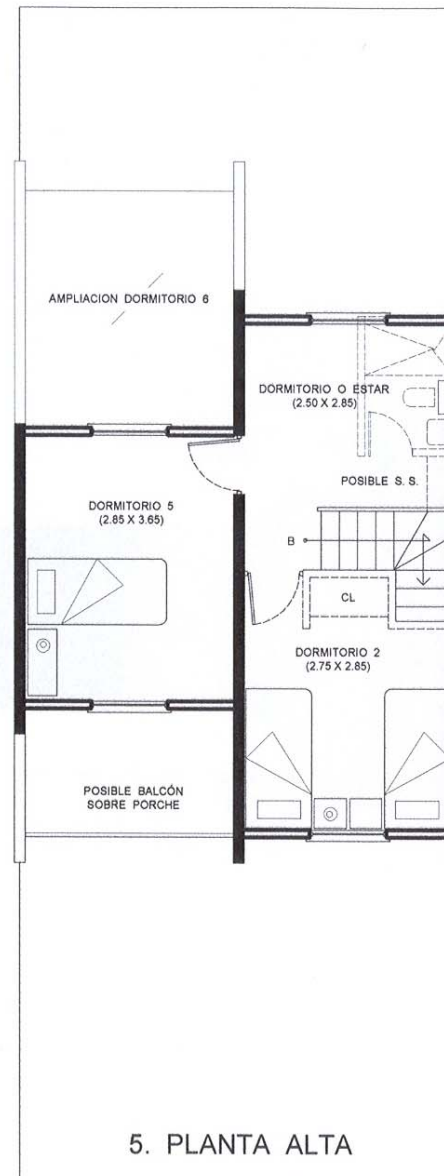 AMPLIACION DORMITORIO 6
DORMITORIO O ESTAR
(2.50 X 2.85)
POSIBLE S. S.
DORMITORIO 5
(2.85 X 3.65)
B
CL
DORMITORIO 2
(2.75 X 2.85)
POSIBLE BALCÓN
SOBRE PORCHE
5. PLANTA ALTA